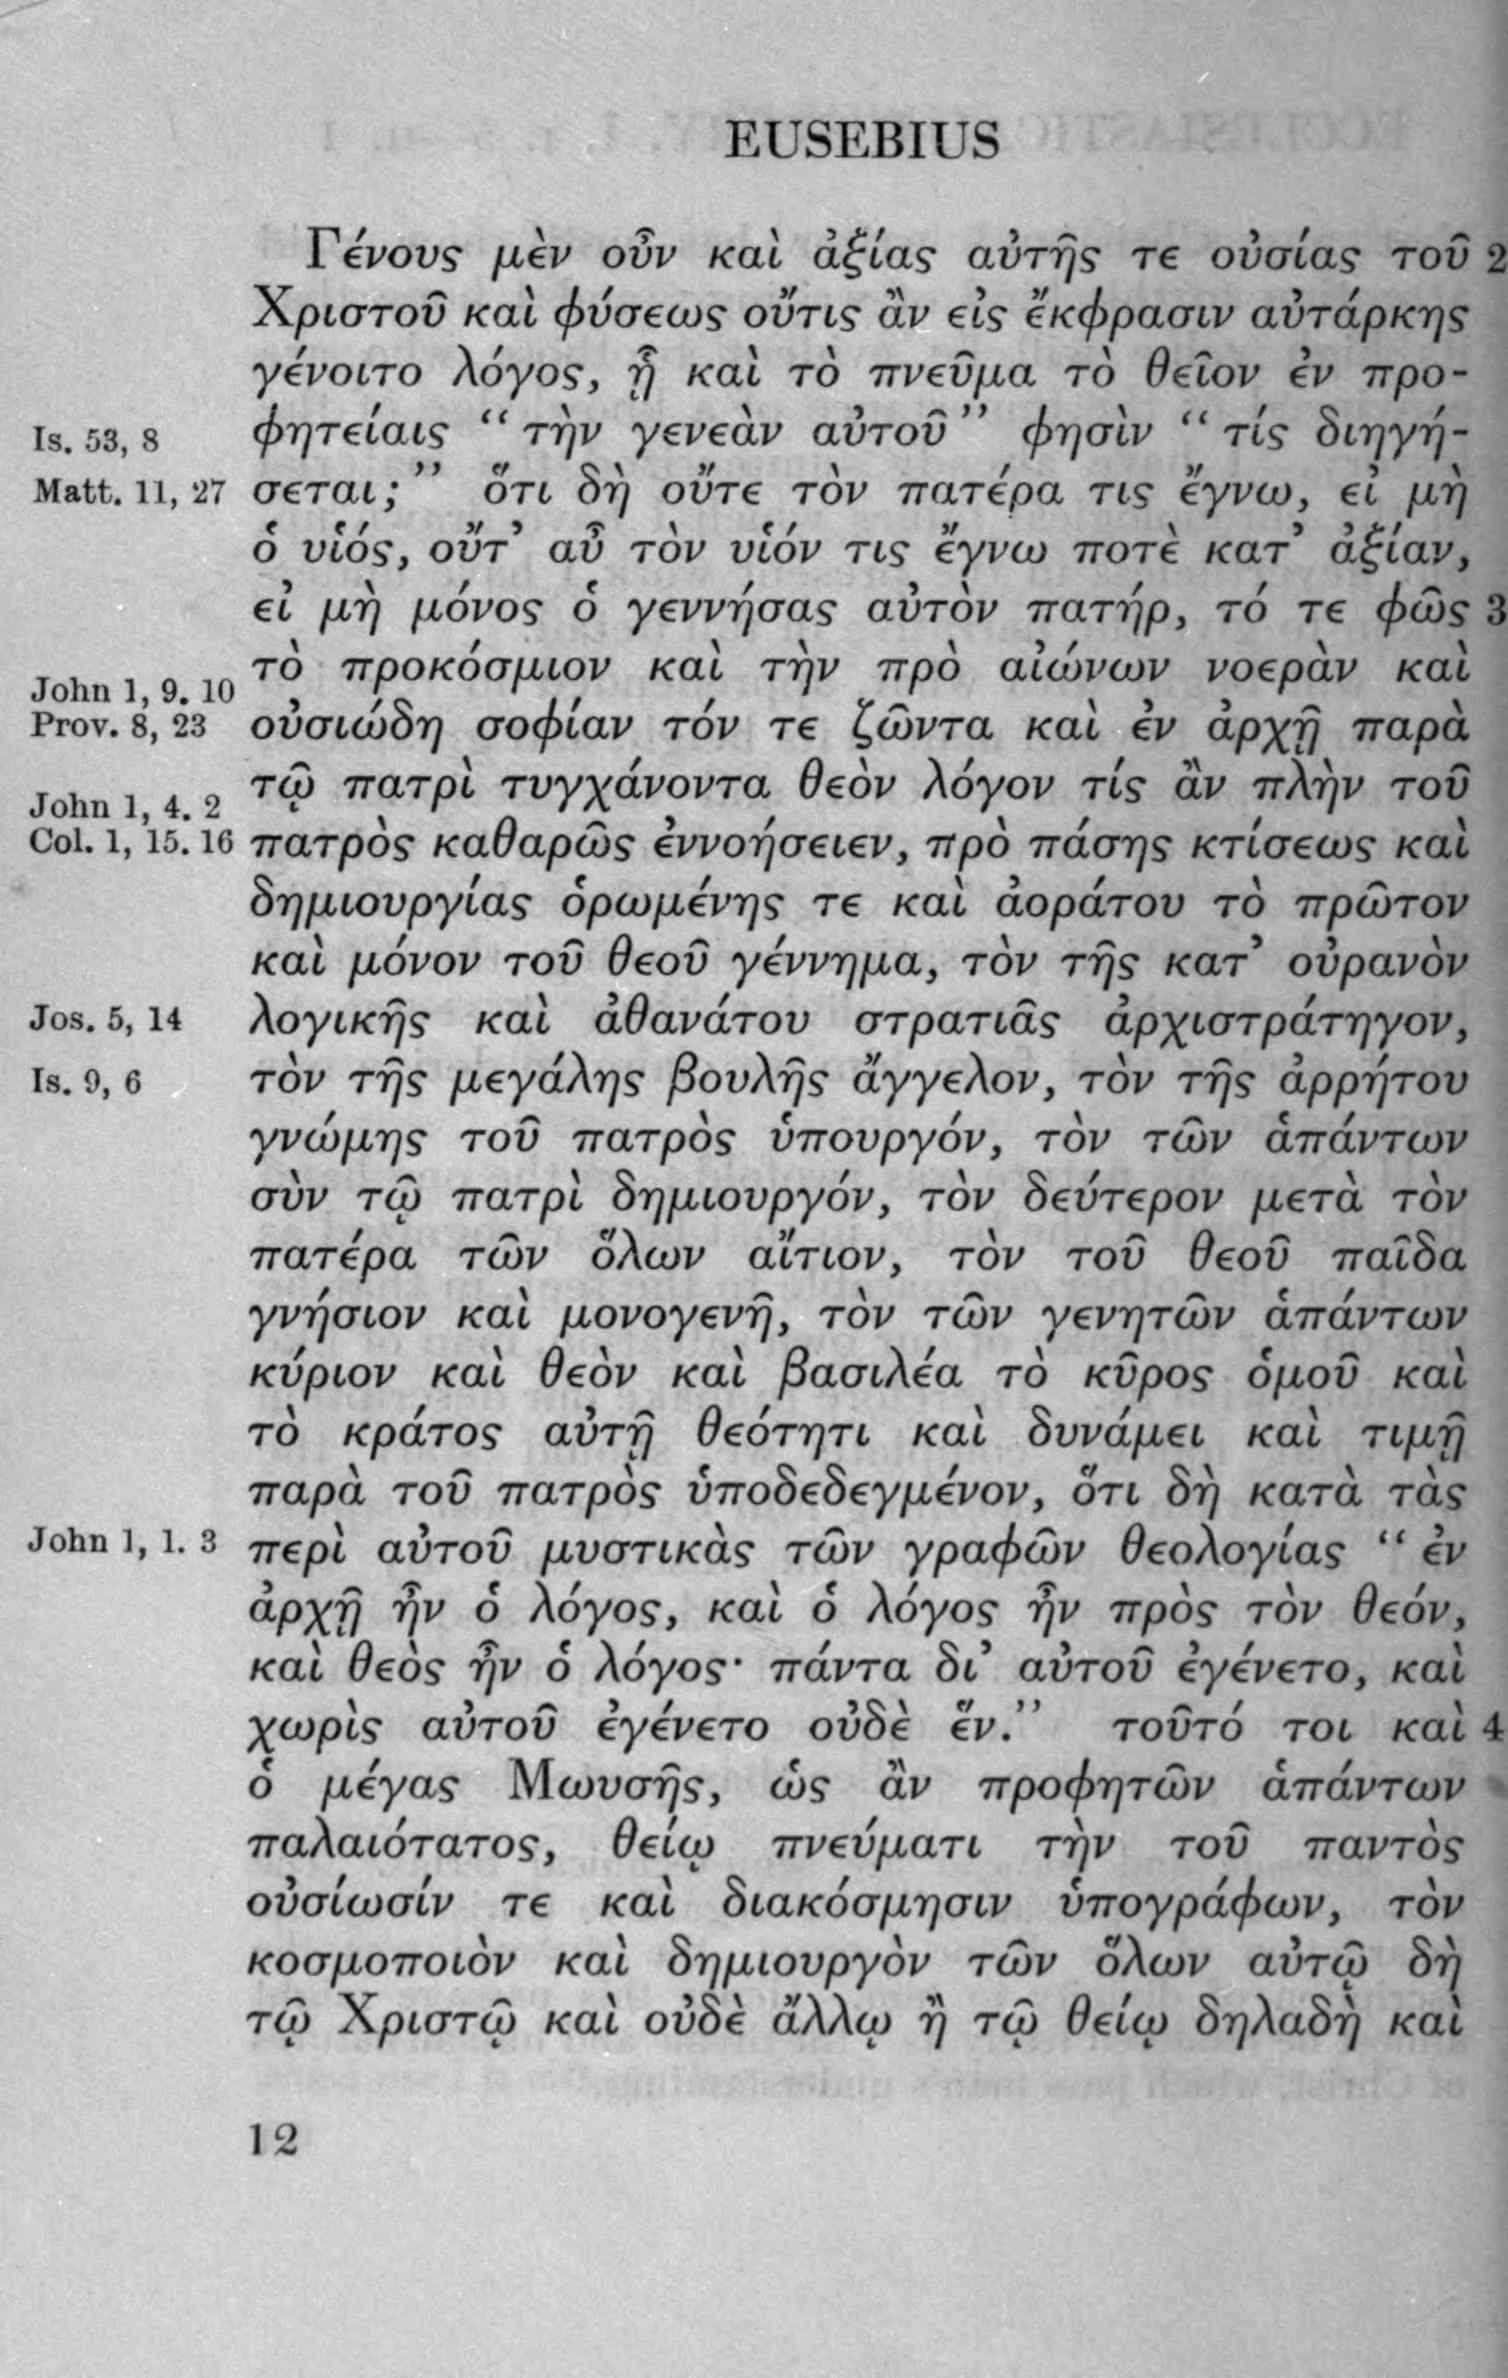 EUSEBIUS
Γένους μὲν οὖν καὶ ἀξίας αὐτῆς τε οὐσίας τοῦ 2
Χριστοῦ καὶ φύσεως οὔτις ἂν εἰς ἔκφρασιν αὐτάρκης
γένοιτο λόγος, ᾗ καὶ τὸ πνεῦμα τὸ θεῖον ἐν προ-
Is. 53, 8 φητείαις “τὴν γενεὰν αὐτοῦ” φησὶν “τίς διηγή-
Matt. 11, 27 σεται;” ὅτι δὴ οὔτε τὸν πατέρα τις ἔγνω, εἰ μὴ
ὁ υἱός, οὔτ’ αὖ τὸν υἱόν τις ἔγνω ποτὲ κατ’ ἀξίαν,
εἰ μὴ μόνος ὁ γεννήσας αὐτὸν πατήρ, τό τε φῶς 3
τὸ προκόσμιον καὶ τὴν πρὸ αἰώνων νοερὰν καὶ
John 1, 9. 10
Prov. 8, 23 οὐσιώδη σοφίαν τόν τε ζῶντα καὶ ἐν ἀρχῇ παρὰ
τῷ πατρὶ τυγχάνοντα θεὸν λόγον τίς ἂν πλὴν τοῦ
John 1, 4. 2
Col. 1, 15. 16 πατρὸς καθαρῶς ἐννοήσειεν, πρὸ πάσης κτίσεως καὶ
δημιουργίας ὁρωμένης τε καὶ ἀοράτου τὸ πρῶτον
καὶ μόνον τοῦ θεοῦ γέννημα, τὸν τῆς κατ’ οὐρανὸν
Jos. 5, 14 λογικῆς καὶ ἀθανάτου στρατιᾶς ἀρχιστράτηγον,
Is. 9, 6 τὸν τῆς μεγάλης βουλῆς ἄγγελον, τὸν τῆς ἀρρήτου
γνώμης τοῦ πατρὸς ὑπουργόν, τὸν τῶν ἁπάντων
σὺν τῷ πατρὶ δημιουργόν, τὸν δεύτερον μετὰ τὸν
πατέρα τῶν ὅλων αἴτιον, τὸν τοῦ θεοῦ παῖδα
γνήσιον καὶ μονογενῆ, τὸν τῶν γενητῶν ἁπάντων
κύριον καὶ θεὸν καὶ βασιλέα τὸ κῦρος ὁμοῦ καὶ
τὸ κράτος αὐτῇ θεότητι καὶ δυνάμει καὶ τιμῇ
παρὰ τοῦ πατρὸς ὑποδεδεγμένον, ὅτι δὴ κατὰ τὰς
John 1, 1. 3 περὶ αὐτοῦ μυστικὰς τῶν γραφῶν θεολογίας “ἐν
ἀρχῇ ἦν ὁ λόγος, καὶ ὁ λόγος ἦν πρὸς τὸν θεόν,
καὶ θεὸς ἦν ὁ λόγος· πάντα δι’ αὐτοῦ ἐγένετο, καὶ
χωρὶς αὐτοῦ ἐγένετο οὐδὲ ἕν.” τοῦτό τοι καὶ 4
ὁ μέγας Μωυσῆς, ὡς ἂν προφητῶν ἁπάντων
παλαιότατος, θείῳ πνεύματι τὴν τοῦ παντὸς
οὐσίωσίν τε καὶ διακόσμησιν ὑπογράφων, τὸν
κοσμοποιὸν καὶ δημιουργὸν τῶν ὅλων αὐτῷ δὴ
τῷ Χριστῷ καὶ οὐδὲ ἄλλῳ ἢ τῷ θείῳ δηλαδὴ καὶ
12